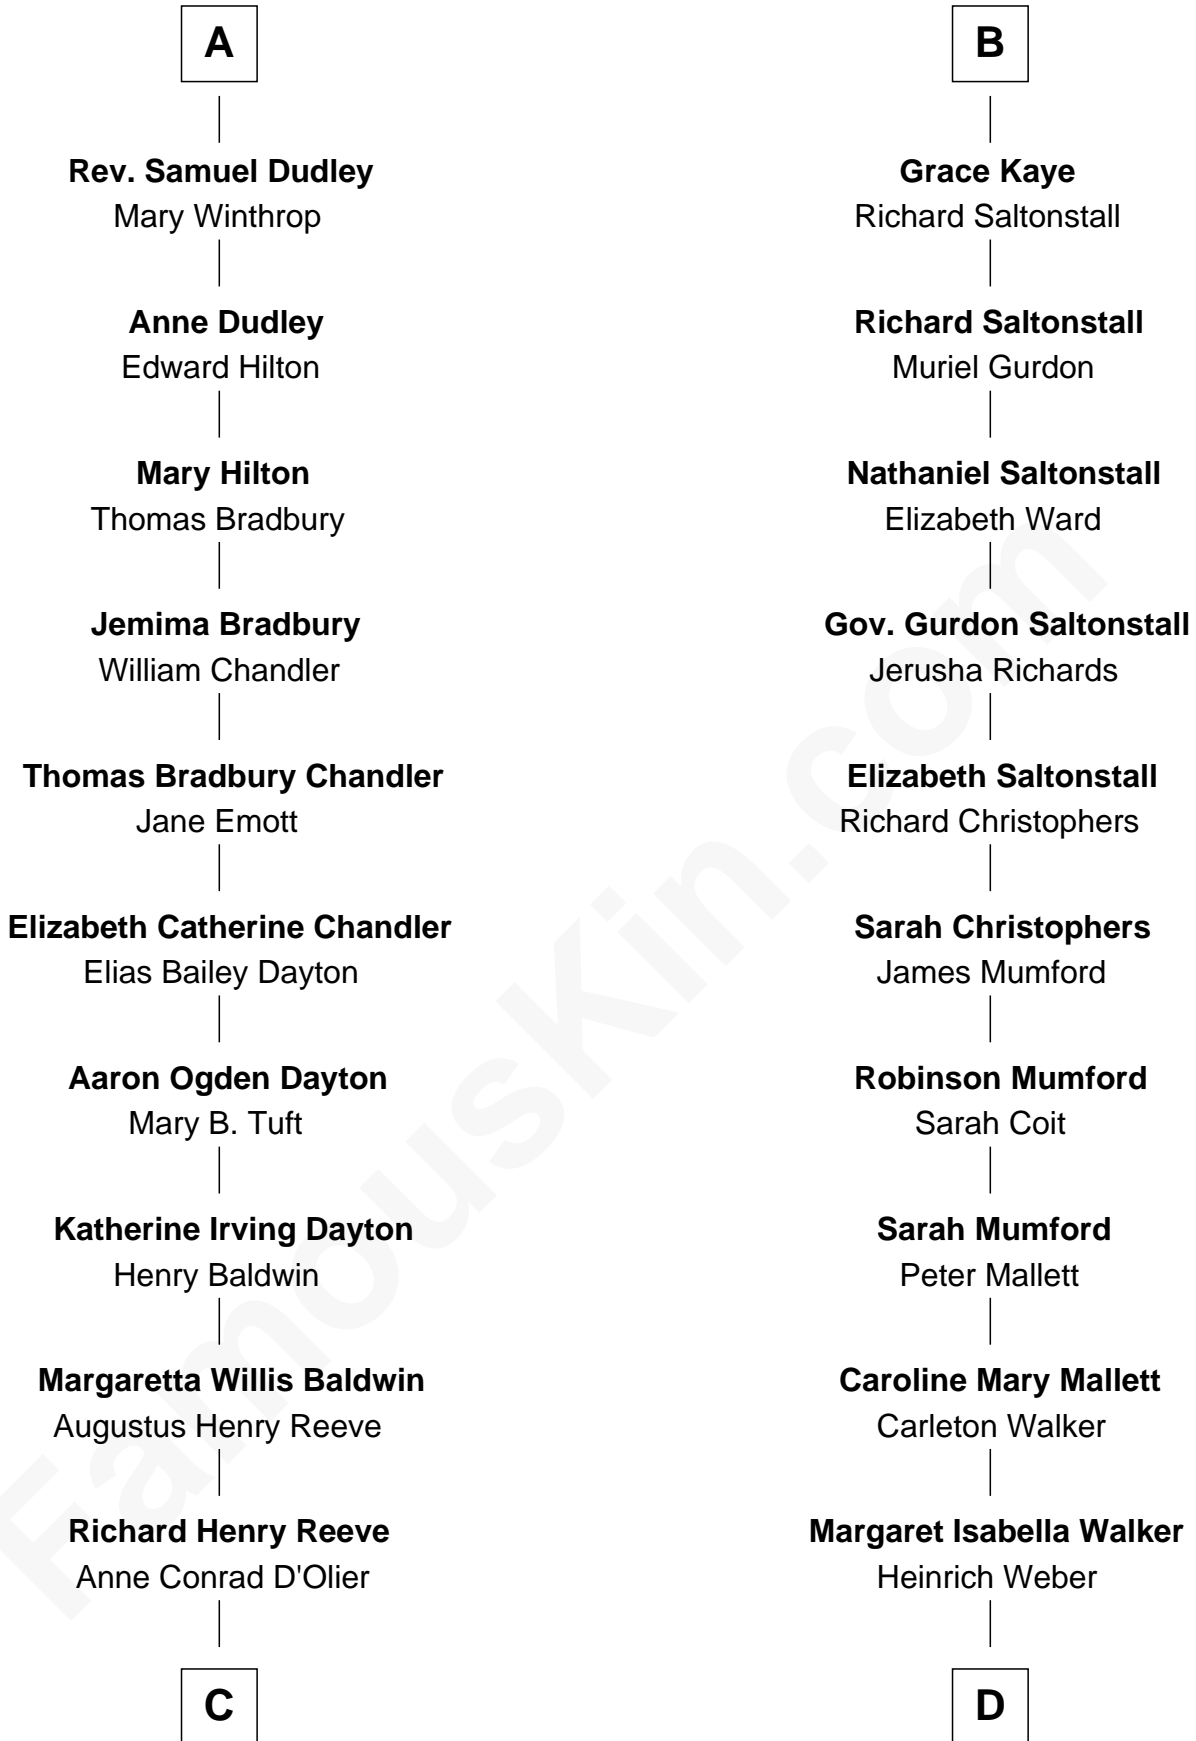 A
Rev. Samuel Dudley
Mary Winthrop
Anne Dudley
Edward Hilton
Mary Hilton
Thomas Bradbury
Jemima Bradbury
William Chandler
Thomas Bradbury Chandler
Jane Emott
Elizabeth Catherine Chandler
Elias Bailey Dayton
Aaron Ogden Dayton
Mary B. Tuft
Katherine Irving Dayton
Henry Baldwin
Margaretta Willis Baldwin
Augustus Henry Reeve
Richard Henry Reeve
Anne Conrad D'Olier
C
B
Grace Kaye
Richard Saltonstall
Richard Saltonstall
Muriel Gurdon
Nathaniel Saltonstall
Elizabeth Ward
Gov. Gurdon Saltonstall
Jerusha Richards
Elizabeth Saltonstall
Richard Christophers
Sarah Christophers
James Mumford
Robinson Mumford
Sarah Coit
Sarah Mumford
Peter Mallett
Caroline Mary Mallett
Carleton Walker
Margaret Isabella Walker
Heinrich Weber
D
FamousKin.com